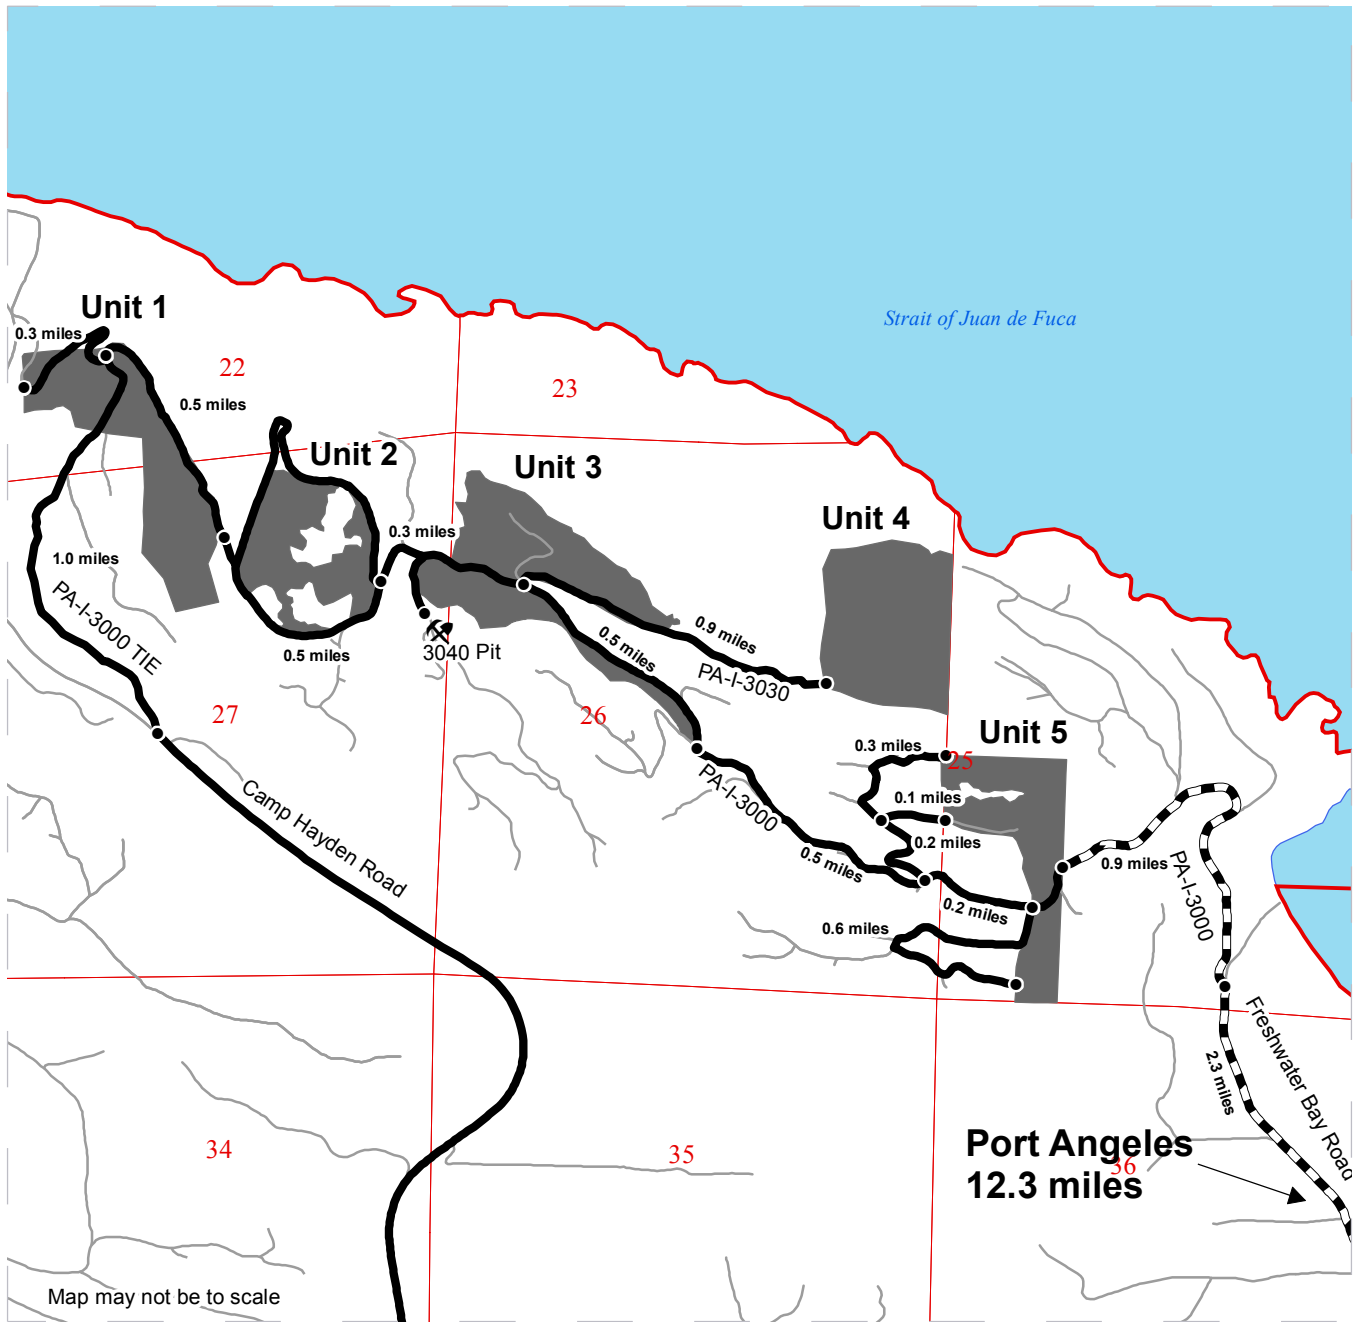 Unit 1
0.3 miles
22
0.5 miles
23
Strait of Juan de Fuca
Unit 2
Unit 3
Unit 4
0.3 miles
1.0 miles
PA-I-3000 TIE
0.5 miles
3040 Pit
0.5 miles
0.9 miles
PA-I-3030
27
26
Unit 5
0.3 miles
25
PA-I-3000
0.1 miles
0.2 miles
Camp Hayden Road
0.5 miles
0.9 miles
PA-I-3000
0.2 miles
0.6 miles
Freshwater Bay Road
2.3 miles
34
35
36
Port Angeles
12.3 miles
Map may not be to scale